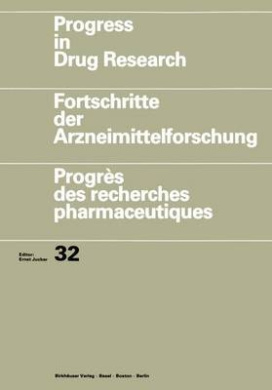 Progress
in
Drug Research
Fortschritte
der
Arzneimittelforschung
Progrès
des recherches
pharmaceutiques
Editor:
Ernst Jucker
32
Birkhäuser Verlag · Basel · Boston · Berlin